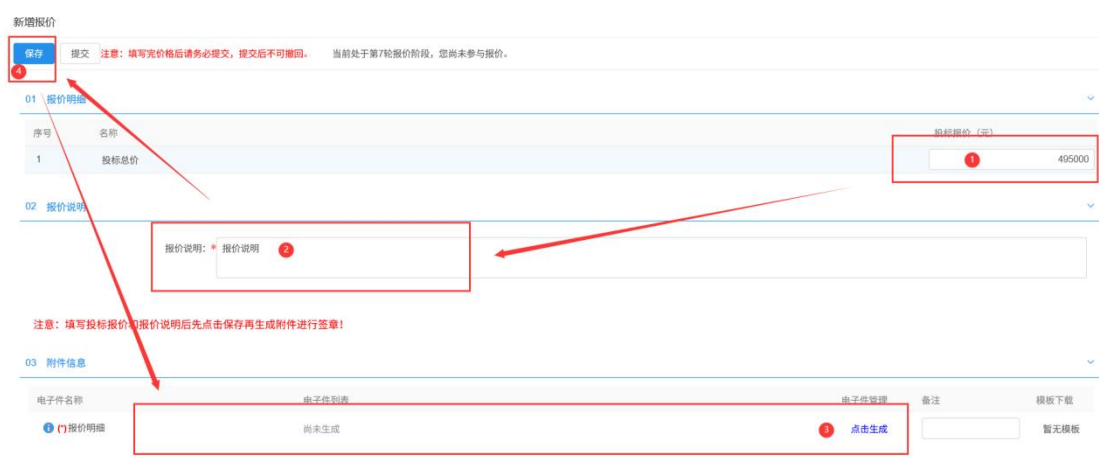 新增报价
保存 提交 注意：填写完价格后请务必提交，提交后不可撤回。 当前处于第7轮报价阶段，您尚未参与报价。
4
01 报价明细
序号 名称 投标报价（元）
1 投标总价 1 495000
02 报价说明
报价说明：* 报价说明 2
注意：填写投标报价和报价说明后先点击保存再生成附件进行签章！
03 附件信息
电子件名称 电子件列表 电子件管理 备注 模板下载
(*)报价明细 尚未生成 3 点击生成 暂无模板